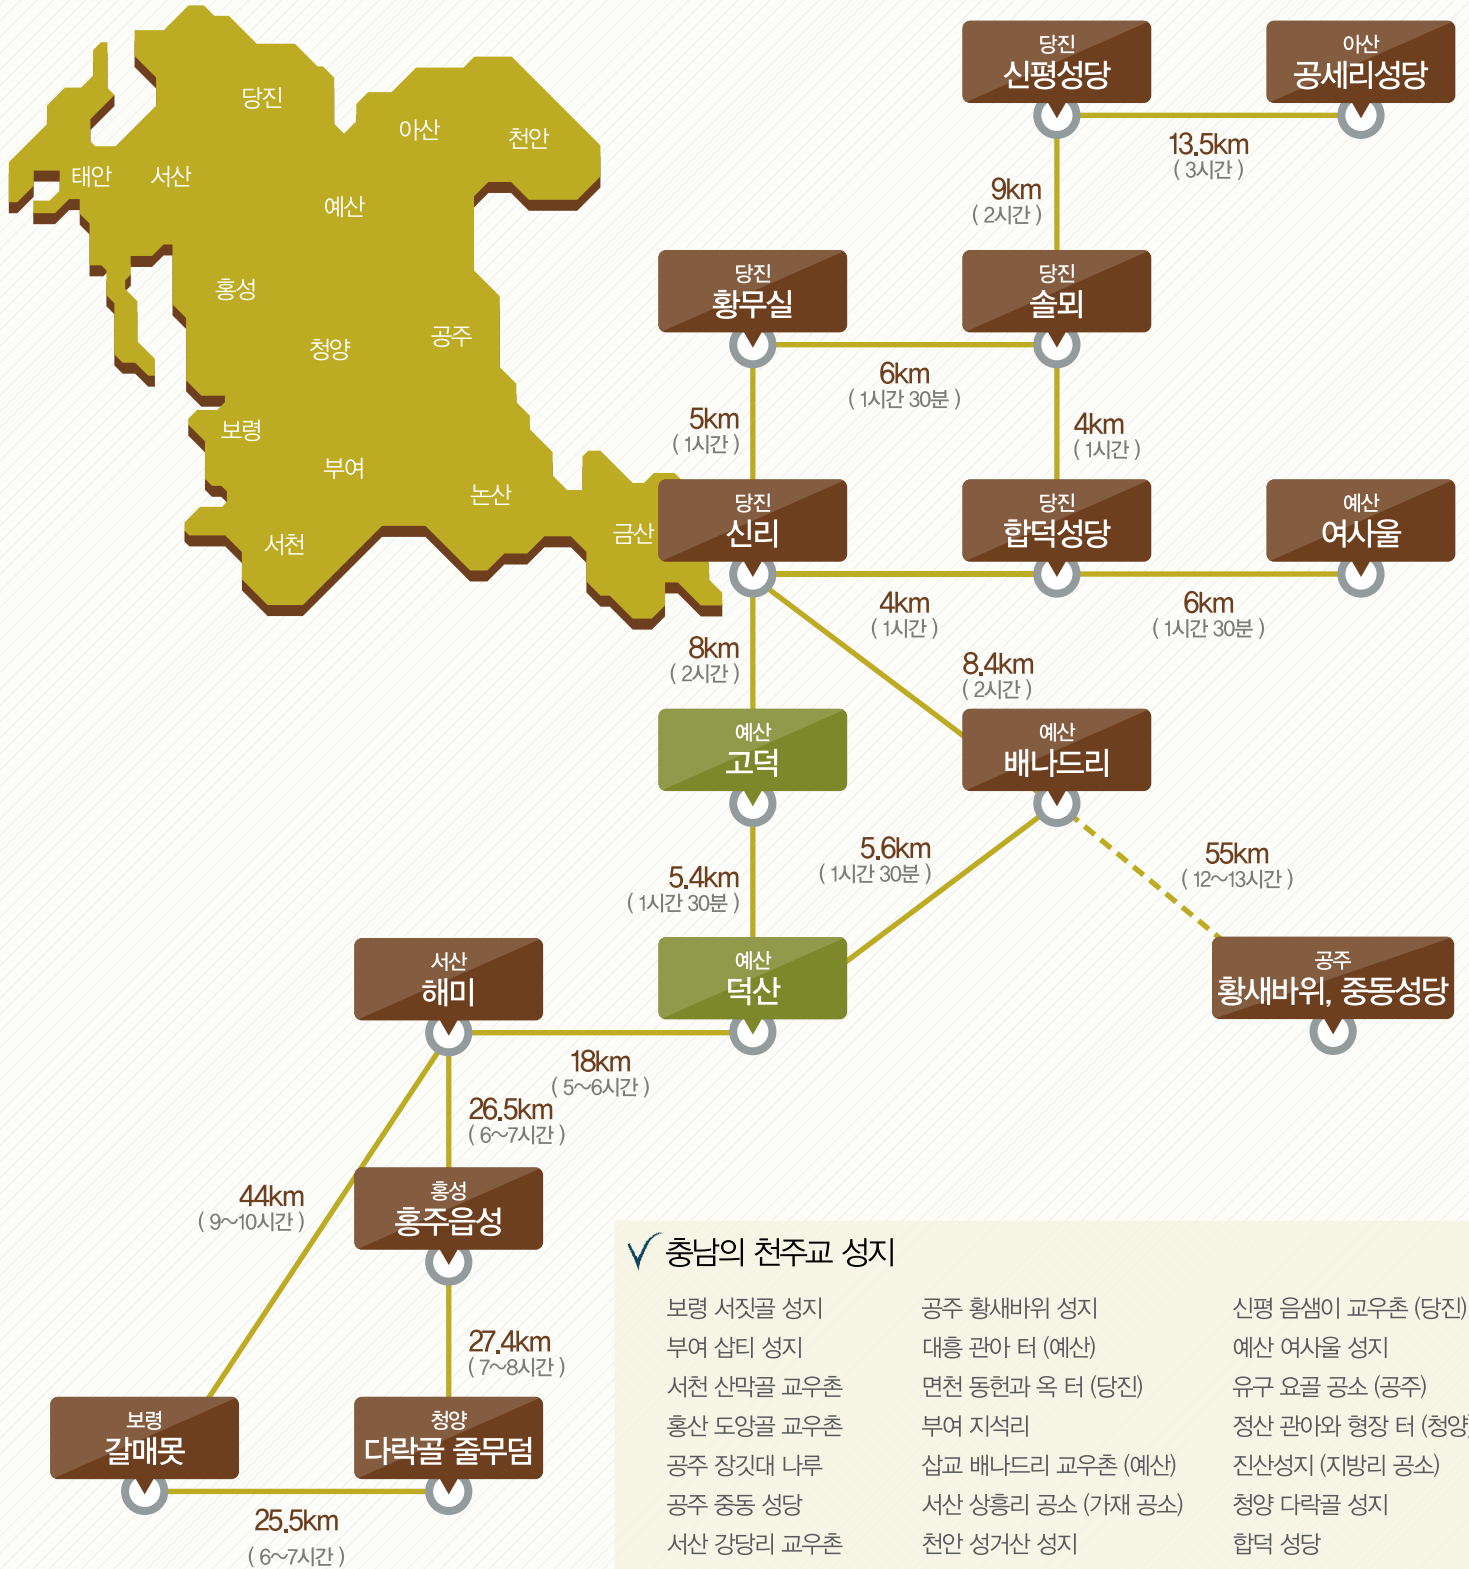 당진
아산
천안
태안
서산
예산
홍성
청양
공주
보령
부여
논산
서천
금산
당진
신평성당
아산
공세리성당
13.5km
( 3시간 )
9km
( 2시간 )
당진
황무실
당진
솔뫼
6km
( 1시간 30분 )
5km
( 1시간 )
4km
( 1시간 )
당진
신리
당진
합덕성당
예산
여사울
4km
( 1시간 )
6km
( 1시간 30분 )
8km
( 2시간 )
8.4km
( 2시간 )
예산
고덕
예산
배나드리
5.4km
( 1시간 30분 )
5.6km
( 1시간 30분 )
55km
( 12~13시간 )
서산
해미
예산
덕산
공주
황새바위, 중동성당
18km
( 5~6시간 )
26.5km
( 6~7시간 )
44km
( 9~10시간 )
홍성
홍주읍성
27.4km
( 7~8시간 )
보령
갈매못
청양
다락골 줄무덤
25.5km
( 6~7시간 )
충남의 천주교 성지
보령 서짓골 성지
부여 삽티 성지
서천 산막골 교우촌
홍산 도앙골 교우촌
공주 장깃대 나루
공주 중동 성당
서산 강당리 교우촌
공주 황새바위 성지
대흥 관아 터 (예산)
면천 동헌과 옥 터 (당진)
부여 지석리
삽교 배나드리 교우촌 (예산)
서산 상흥리 공소 (가재 공소)
천안 성거산 성지
신평 음샘이 교우촌 (당진)
예산 여사울 성지
유구 요골 공소 (공주)
정산 관아와 형장 터 (청양)
진산성지 (지방리 공소)
청양 다락골 성지
합덕 성당